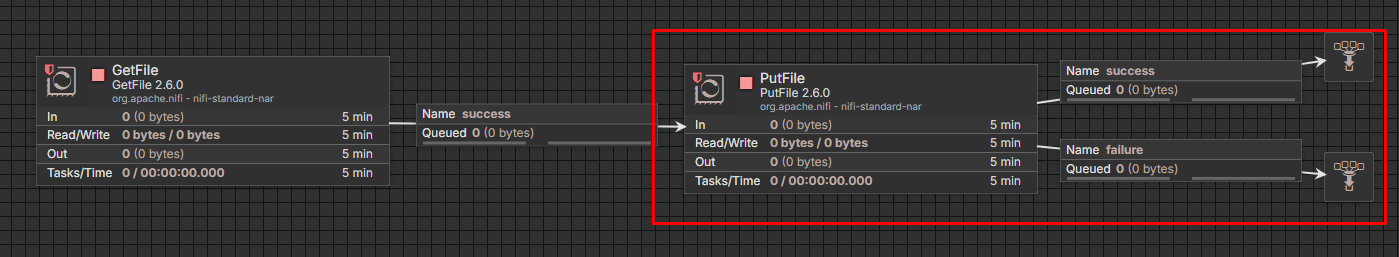 GetFile
GetFile 2.6.0
org.apache.nifi - nifi-standard-nar
In 0 (0 bytes) 5 min
Read/Write 0 bytes / 0 bytes 5 min
Out 0 (0 bytes) 5 min
Tasks/Time 0 / 00:00:00.000 5 min
Name success
Queued 0 (0 bytes)
PutFile
PutFile 2.6.0
org.apache.nifi - nifi-standard-nar
In 0 (0 bytes) 5 min
Read/Write 0 bytes / 0 bytes 5 min
Out 0 (0 bytes) 5 min
Tasks/Time 0 / 00:00:00.000 5 min
Name success
Queued 0 (0 bytes)
Name failure
Queued 0 (0 bytes)